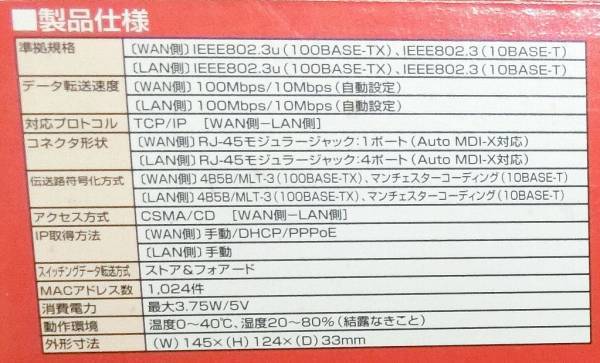 ■製品仕様
準拠規格 〔WAN側〕IEEE802.3u(100BASE-TX)、IEEE802.3(10BASE-T)
〔LAN側〕IEEE802.3u(100BASE-TX)、IEEE802.3(10BASE-T)
データ転送速度 〔WAN側〕100Mbps/10Mbps(自動設定)
〔LAN側〕100Mbps/10Mbps(自動設定)
対応プロトコル TCP/IP 〔WAN側−LAN側〕
コネクタ形状 〔WAN側〕RJ-45モジュラージャック:1ポート(Auto MDI-X対応)
〔LAN側〕RJ-45モジュラージャック:4ポート(Auto MDI-X対応)
伝送路符号化方式 〔WAN側〕4B5B/MLT-3(100BASE-TX)、マンチェスターコーディング(10BASE-T)
〔LAN側〕4B5B/MLT-3(100BASE-TX)、マンチェスターコーディング(10BASE-T)
アクセス方式 CSMA/CD 〔WAN側−LAN側〕
IP取得方法 〔WAN側〕手動/DHCP/PPPoE
〔LAN側〕手動
スイッチングデータ転送方式 ストア&フォアード
MACアドレス数 1,024件
消費電力 最大3.75W/5V
動作環境 温度0〜40℃、湿度20〜80%(結露なきこと)
外形寸法 (W)145×(H)124×(D)33mm